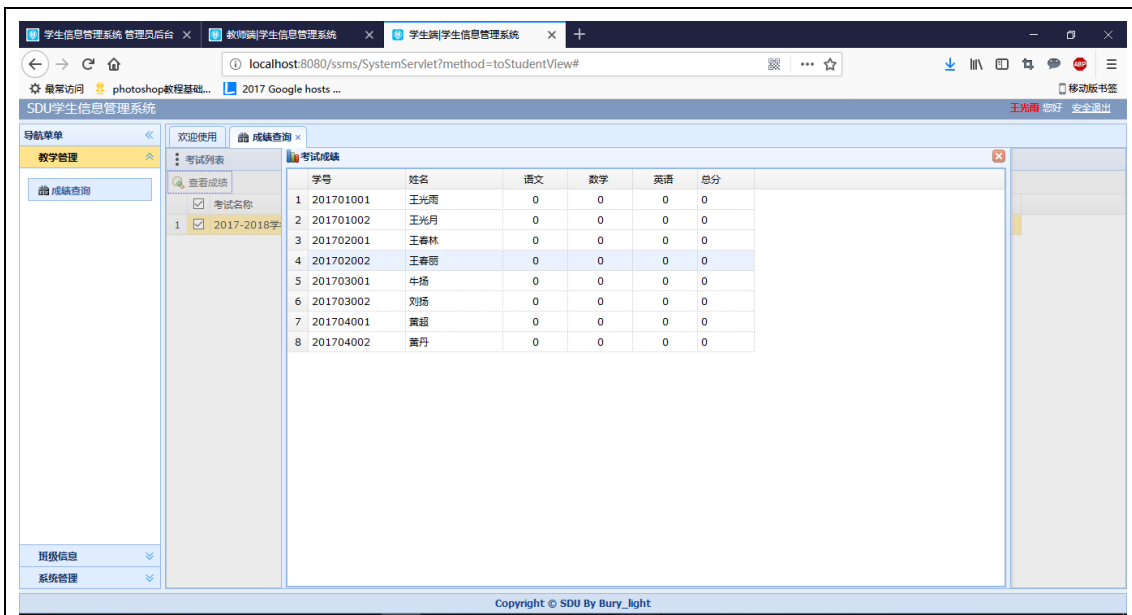 学生信息管理系统 管理员后台
教师端|学生信息管理系统
学生端|学生信息管理系统
localhost:8080/ssms/SystemServlet?method=toStudentView#
ABP
最常访问
photoshop教程基础...
2017 Google hosts ...
移动版书签
SDU学生信息管理系统
王光雨 您好 安全退出
导航菜单
欢迎使用
成绩查询
教学管理
考试列表
考试成绩
成绩查询
查看成绩
学号 姓名 语文 数学 英语 总分
考试名称
1 2017-2018学
1 201701001 王光雨 0 0 0 0
2 201701002 王光月 0 0 0 0
3 201702001 王春林 0 0 0 0
4 201702002 王春丽 0 0 0 0
5 201703001 牛扬 0 0 0 0
6 201703002 刘扬 0 0 0 0
7 201704001 董超 0 0 0 0
8 201704002 董丹 0 0 0 0
班级信息
系统管理
Copyright © SDU By Bury_light